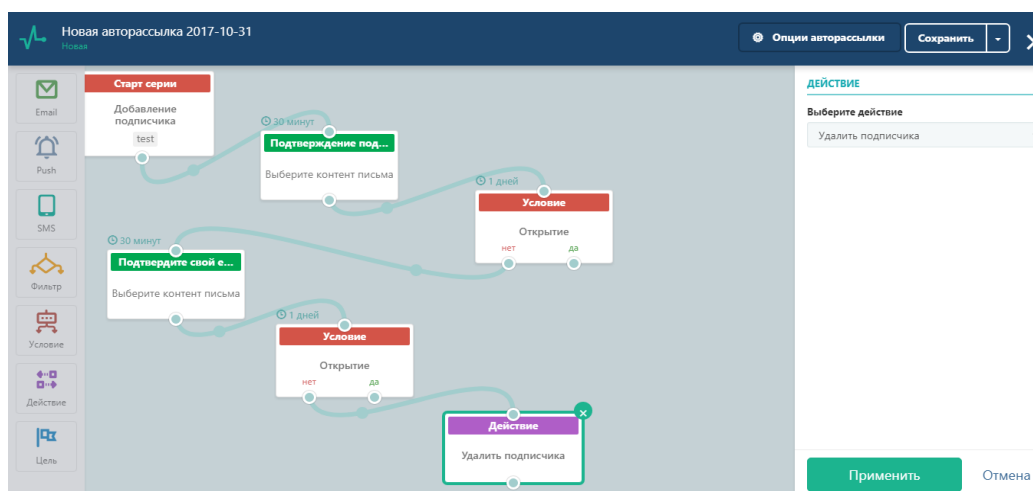 Новая авторассылка 2017-10-31
Новая
Опции авторассылки
Сохранить
Email
Push
SMS
Фильтр
Условие
Действие
Цель
Старт серии
Добавление
подписчика
test
30 минут
Подтверждение под...
Выберите контент письма
1 дней
Условие
Открытие
нет да
30 минут
Подтвердите свой е...
Выберите контент письма
1 дней
Условие
Открытие
нет да
Действие
Удалить подписчика
ДЕЙСТВИЕ
Выберите действие
Удалить подписчика
Применить
Отмена